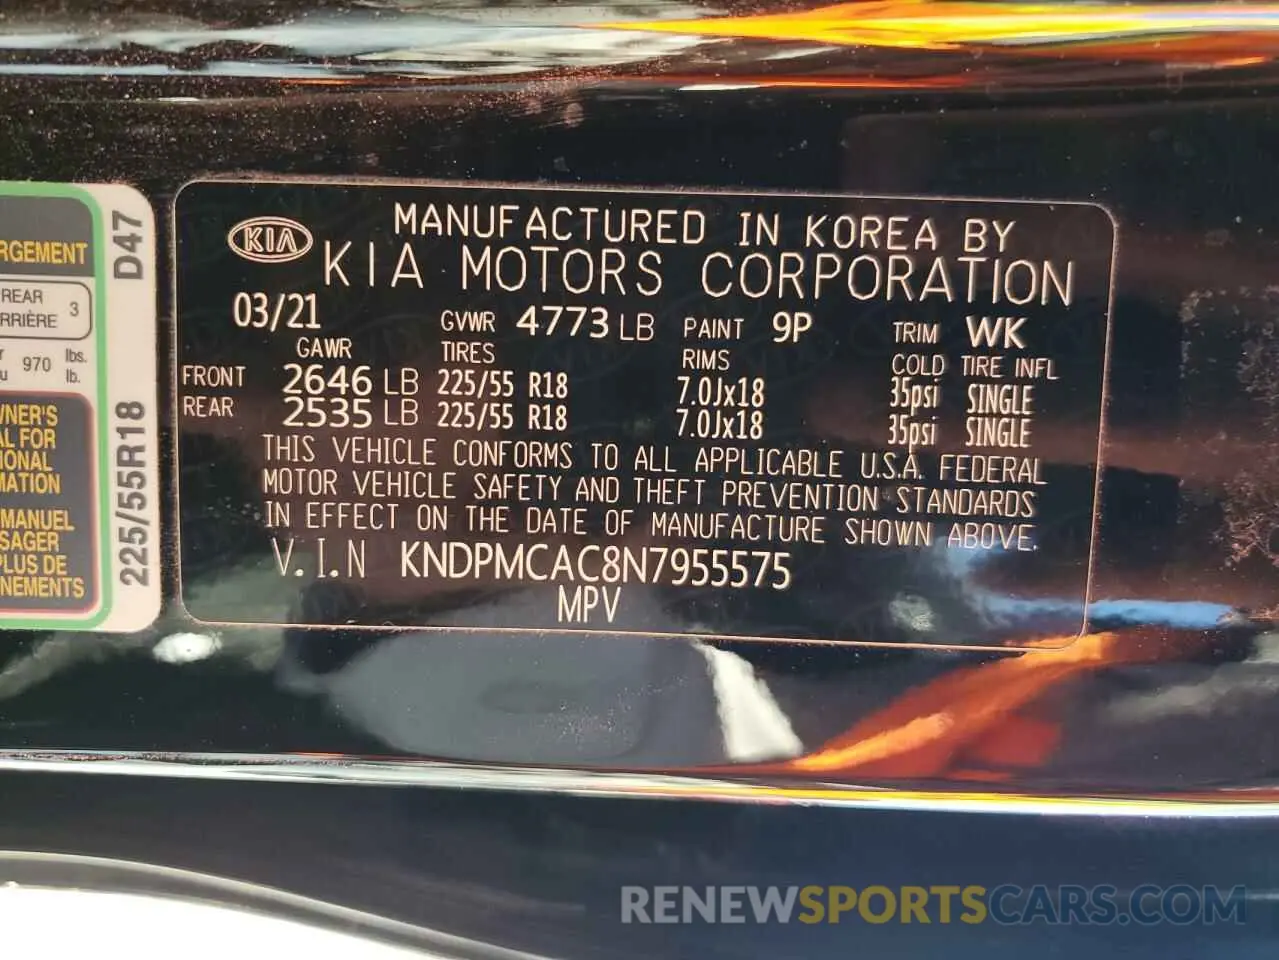 RGEMENT
REAR 3
RRIÈRE
970 lbs.
lb.
WNER'S
AL FOR
IONAL
MATION
MANUEL
SAGER
PLUS DE
NEMENTS
D47
225/55R18
KIA
MANUFACTURED IN KOREA BY
KIA MOTORS CORPORATION
03/21 GVWR 4773 LB PAINT 9P TRIM WK
GAWR TIRES RIMS COLD TIRE INFL
FRONT 2646 LB 225/55 R18 7.0Jx18 35psi SINGLE
REAR 2535 LB 225/55 R18 7.0Jx18 35psi SINGLE
THIS VEHICLE CONFORMS TO ALL APPLICABLE U.S.A. FEDERAL
MOTOR VEHICLE SAFETY AND THEFT PREVENTION STANDARDS
IN EFFECT ON THE DATE OF MANUFACTURE SHOWN ABOVE.
V.I.N KNDPMCAC8N7955575
MPV
RENEWSPORTSCARS.COM